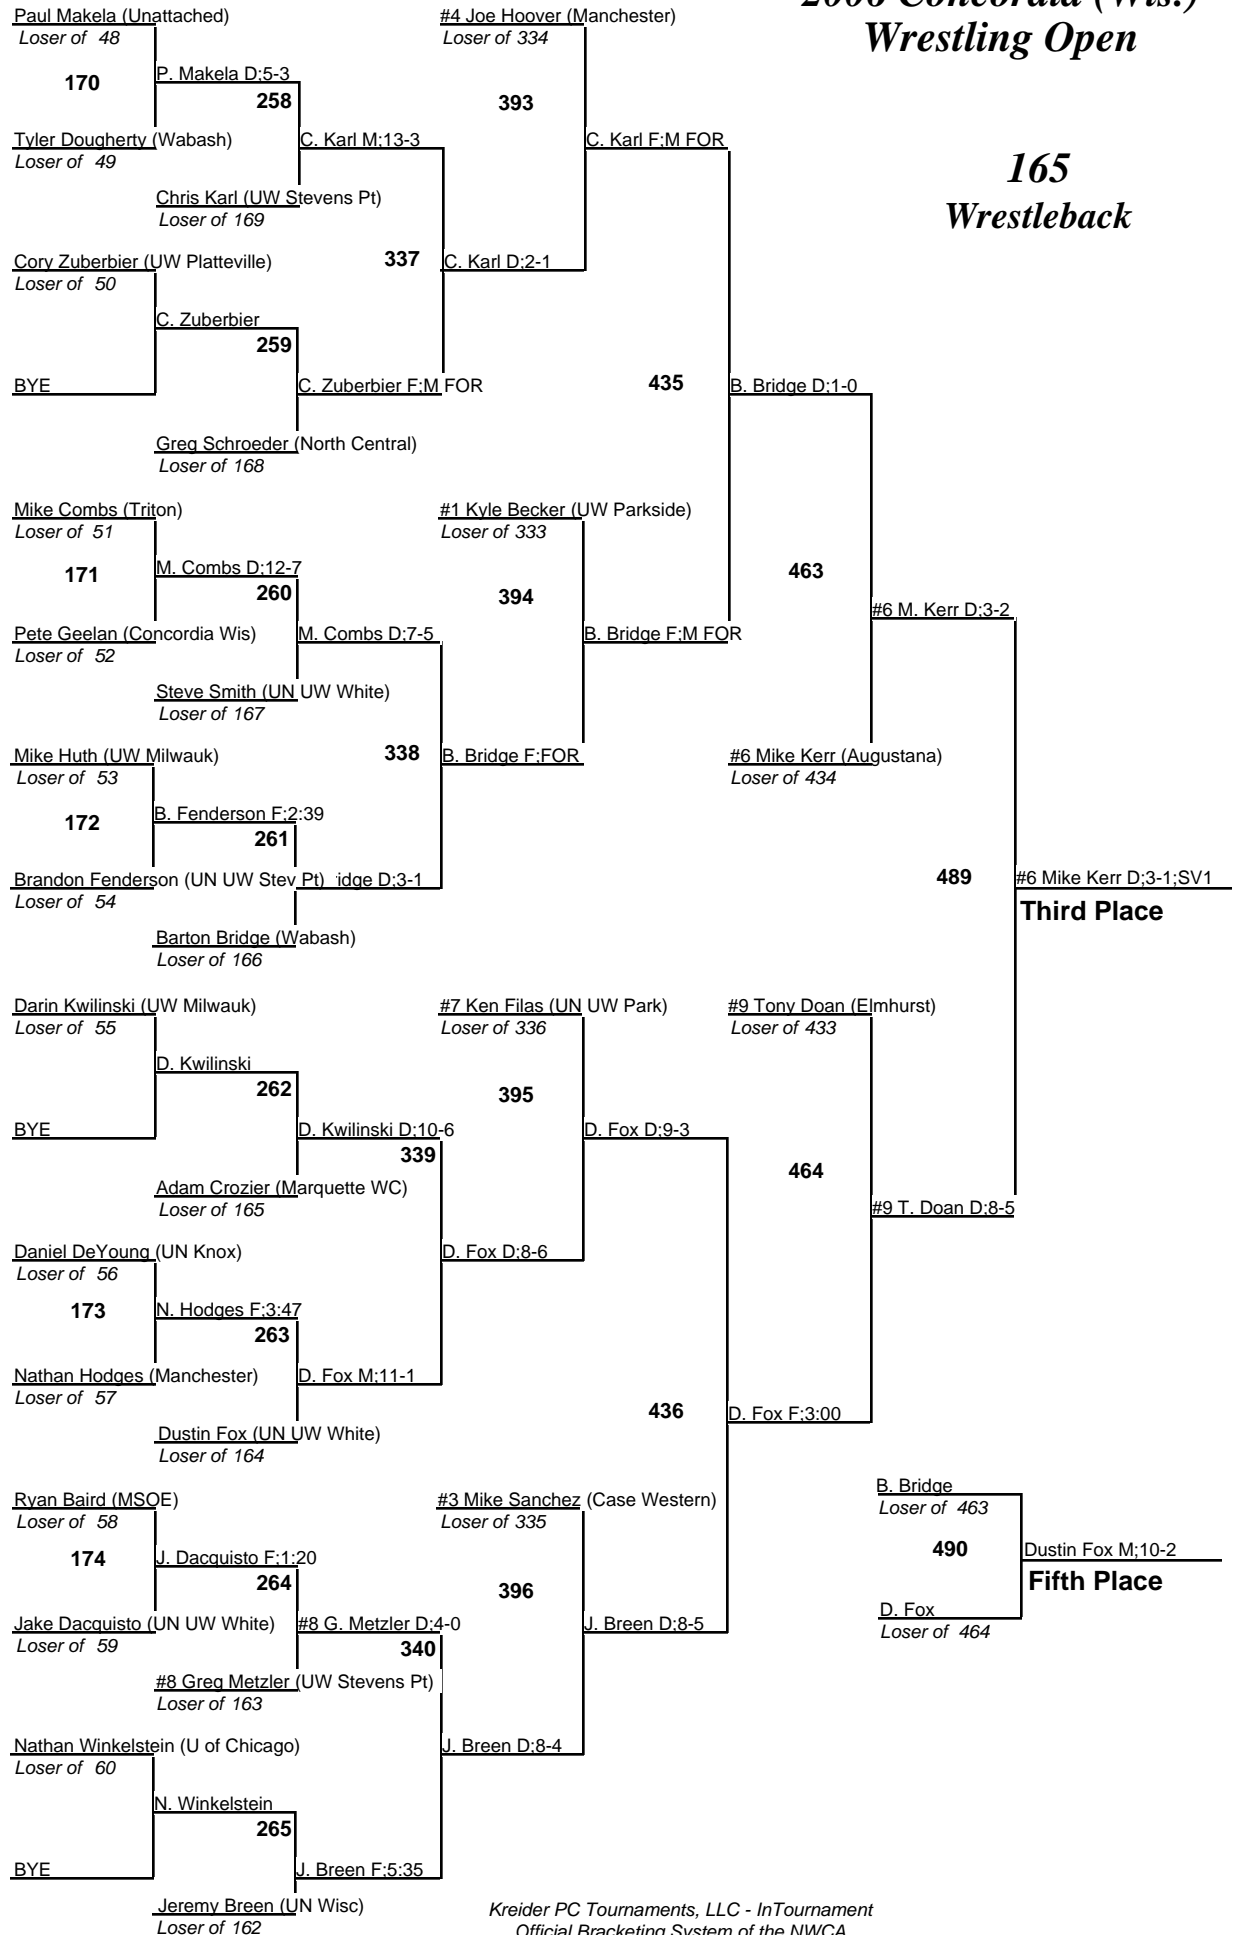 2006 Concordia (Wis.)
Wrestling Open
165
Wrestleback
Paul Makela (Unattached)
Loser of 48
170
P. Makela D;5-3
258
Tyler Dougherty (Wabash)
Loser of 49
C. Karl M;13-3
Chris Karl (UW Stevens Pt)
Loser of 169
Cory Zuberbier (UW Platteville)
Loser of 50
337
C. Karl D;2-1
C. Zuberbier
259
BYE
C. Zuberbier F;M FOR
Greg Schroeder (North Central)
Loser of 168
#4 Joe Hoover (Manchester)
Loser of 334
393
C. Karl F;M FOR
435
B. Bridge D;1-0
Mike Combs (Triton)
Loser of 51
171
M. Combs D;12-7
260
Pete Geelan (Concordia Wis)
Loser of 52
M. Combs D;7-5
Steve Smith (UN UW White)
Loser of 167
Mike Huth (UW Milwauk)
Loser of 53
338
B. Bridge F;FOR
172
B. Fenderson F;2:39
261
Brandon Fenderson (UN UW Stev Pt)
idge D;3-1
Loser of 54
Barton Bridge (Wabash)
Loser of 166
#1 Kyle Becker (UW Parkside)
Loser of 333
394
B. Bridge F;M FOR
463
#6 M. Kerr D;3-2
#6 Mike Kerr (Augustana)
Loser of 434
489
#6 Mike Kerr D;3-1;SV1
Third Place
Darin Kwilinski (UW Milwauk)
Loser of 55
D. Kwilinski
262
BYE
D. Kwilinski D;10-6
339
Adam Crozier (Marquette WC)
Loser of 165
Daniel DeYoung (UN Knox)
Loser of 56
D. Fox D;8-6
173
N. Hodges F;3:47
263
Nathan Hodges (Manchester)
Loser of 57
D. Fox M;11-1
Dustin Fox (UN UW White)
Loser of 164
#7 Ken Filas (UN UW Park)
Loser of 336
395
D. Fox D;9-3
#9 Tony Doan (Elmhurst)
Loser of 433
464
#9 T. Doan D;8-5
436
D. Fox F;3:00
Ryan Baird (MSOE)
Loser of 58
174
J. Dacquisto F;1:20
264
Jake Dacquisto (UN UW White)
Loser of 59
#8 G. Metzler D;4-0
340
#8 Greg Metzler (UW Stevens Pt)
Loser of 163
Nathan Winkelstein (U of Chicago)
Loser of 60
J. Breen D;8-4
N. Winkelstein
265
BYE
J. Breen F;5:35
Jeremy Breen (UN Wisc)
Loser of 162
#3 Mike Sanchez (Case Western)
Loser of 335
396
J. Breen D;8-5
B. Bridge
Loser of 463
490
Dustin Fox M;10-2
Fifth Place
D. Fox
Loser of 464
Kreider PC Tournaments, LLC - InTournament
Official Bracketing System of the NWCA